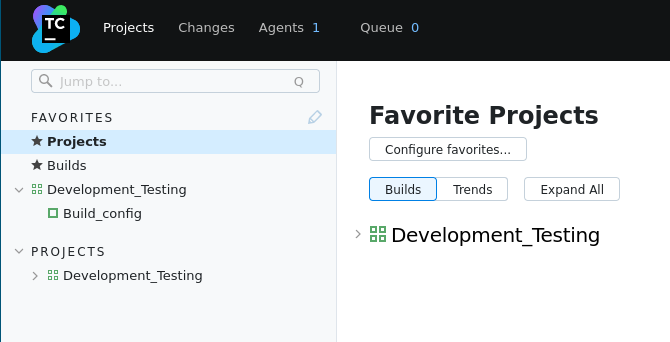 TC
Projects Changes Agents 1 Queue 0
Jump to... Q
FAVORITES
Projects
Builds
Development_Testing
Build_config
PROJECTS
Development_Testing
Favorite Projects
Configure favorites...
Builds Trends Expand All
Development_Testing